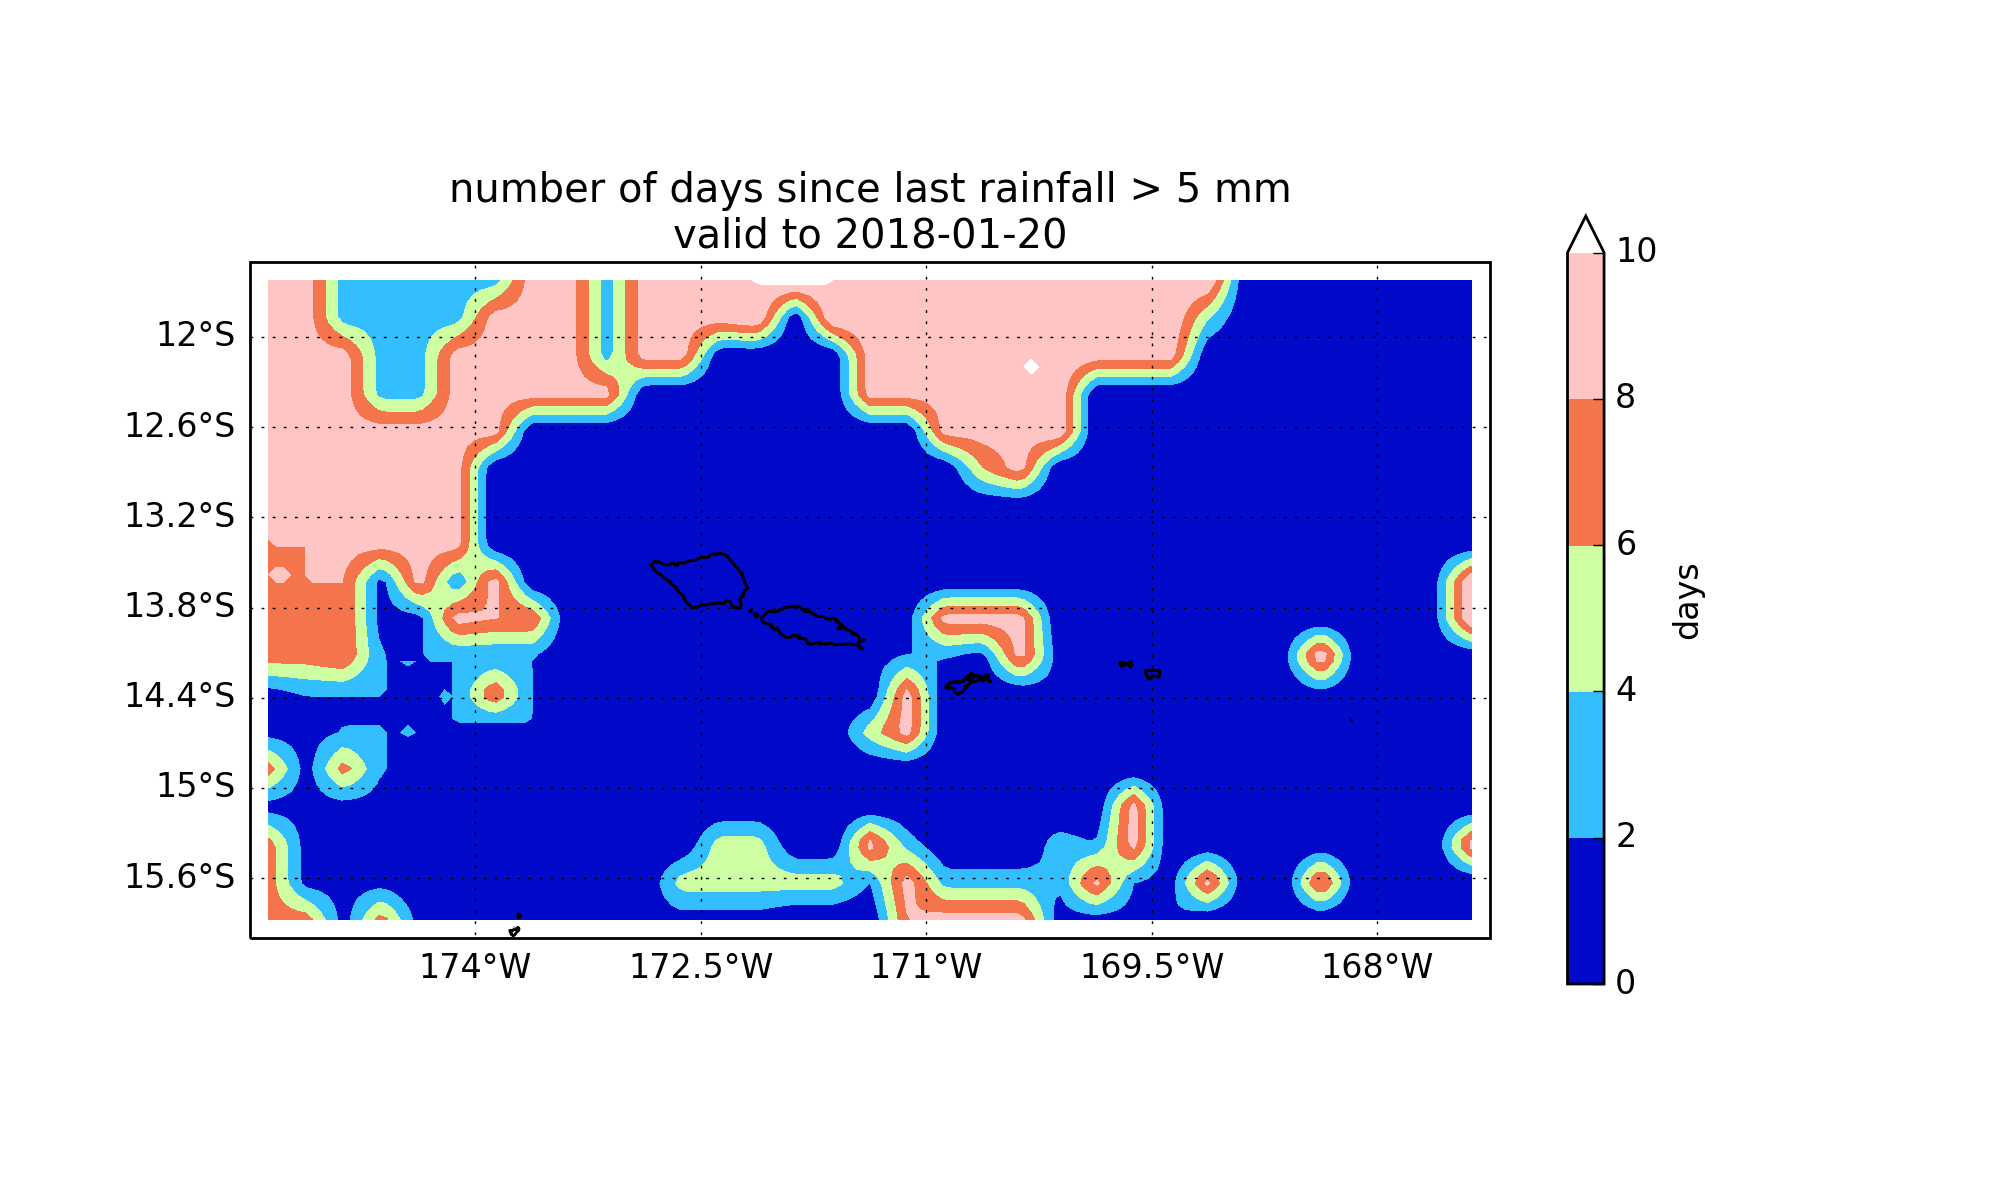 number of days since last rainfall > 5 mm
valid to 2018-01-20
12°S
12.6°S
13.2°S
13.8°S
14.4°S
15°S
15.6°S
174°W
172.5°W
171°W
169.5°W
168°W
10
8
6
4
2
0
days